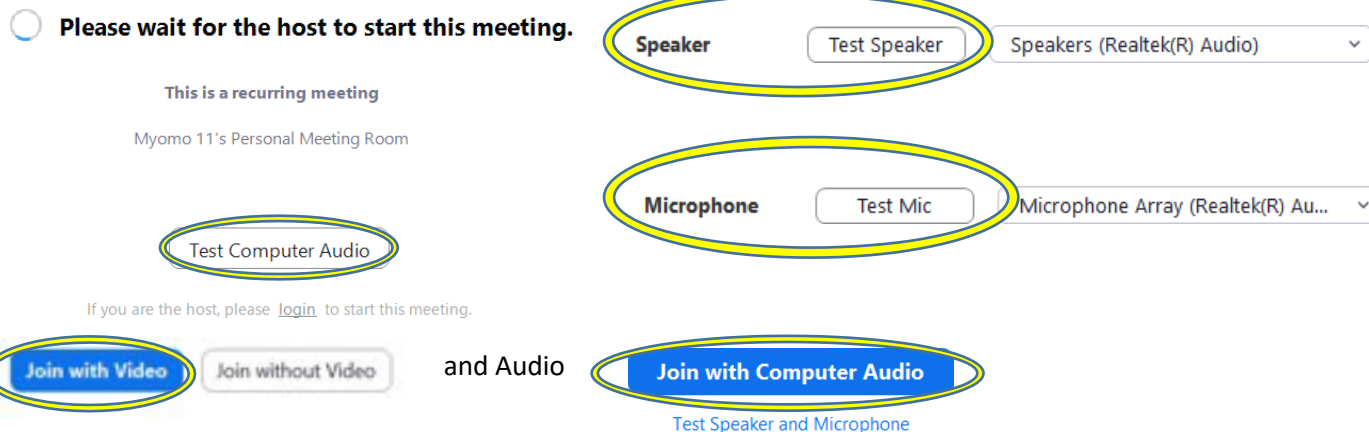 Please wait for the host to start this meeting.
This is a recurring meeting
Myomo 11's Personal Meeting Room
Test Computer Audio
If you are the host, please login to start this meeting.
Speaker Test Speaker Speakers (Realtek(R) Audio)
Microphone Test Mic Microphone Array (Realtek(R) Au...
Join with Video Join without Video and Audio Join with Computer Audio
Test Speaker and Microphone